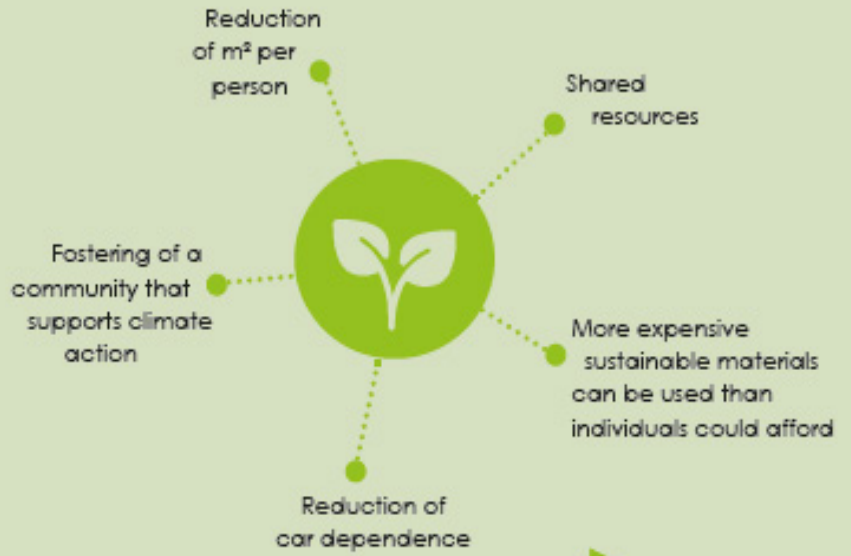 Reduction
of m² per
person
Shared
resources
Fostering of a
community that
supports climate
action
More expensive
sustainable materials
can be used than
individuals could afford
Reduction of
car dependence